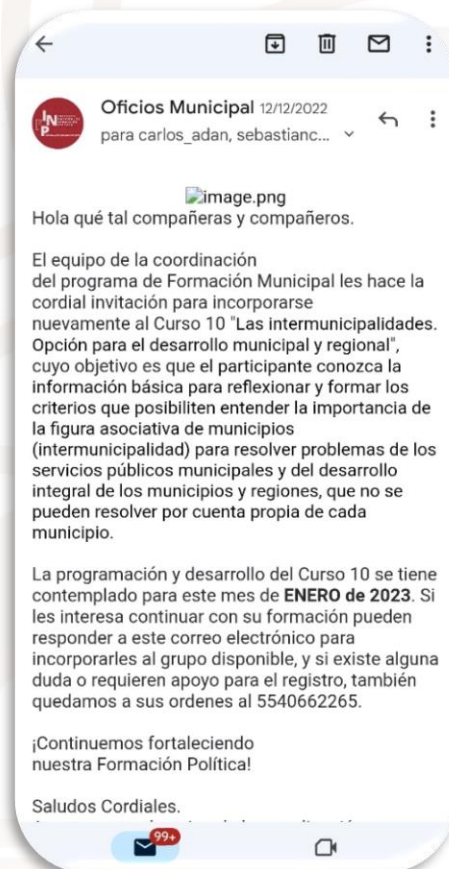 Oficios Municipal 12/12/2022
para carlos_adan, sebastianc...
image.png
Hola qué tal compañeras y compañeros.
El equipo de la coordinación
del programa de Formación Municipal les hace la
cordial invitación para incorporarse
nuevamente al Curso 10 "Las intermunicipalidades.
Opción para el desarrollo municipal y regional",
cuyo objetivo es que el participante conozca la
información básica para reflexionar y formar los
criterios que posibiliten entender la importancia de
la figura asociativa de municipios
(intermunicipalidad) para resolver problemas de los
servicios públicos municipales y del desarrollo
integral de los municipios y regiones, que no se
pueden resolver por cuenta propia de cada
municipio.
La programación y desarrollo del Curso 10 se tiene
contemplado para este mes de ENERO de 2023. Si
les interesa continuar con su formación pueden
responder a este correo electrónico para
incorporarles al grupo disponible, y si existe alguna
duda o requieren apoyo para el registro, también
quedamos a sus ordenes al 5540662265.
¡Continuemos fortaleciendo
nuestra Formación Política!
Saludos Cordiales.
99+